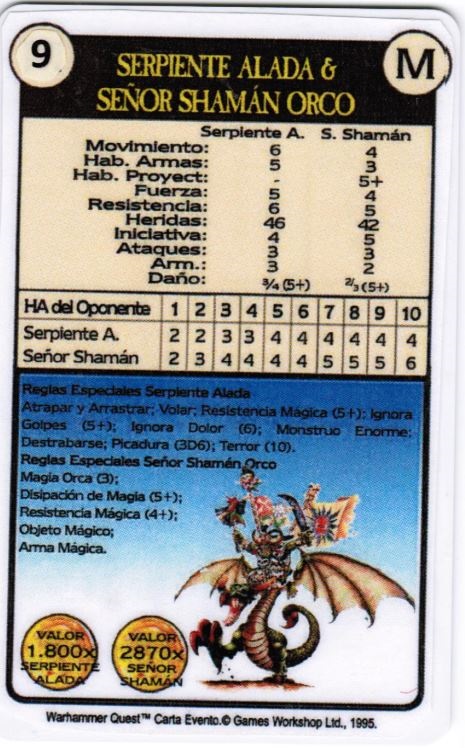 9
M
SERPIENTE ALADA &
SEÑOR SHAMÁN ORCO
Serpiente A. S. Shamán
Movimiento: 6 4
Hab. Armas: 5 3
Hab. Proyect: - 5+
Fuerza: 5 4
Resistencia: 6 5
Heridas: 46 42
Iniciativa: 4 5
Ataques: 3 3
Arm.: 3 2
Daño: ¾ (5+) ⅔ (5+)
HA del Oponente 1 2 3 4 5 6 7 8 9 10
Serpiente A. 2 2 3 3 4 4 4 4 4 4
Señor Shamán 2 3 4 4 4 4 5 5 5 6
Reglas Especiales Serpiente Alada
Atrapar y Arrastrar; Volar; Resistencia Mágica (5+); Ignora
Golpes (5+); Ignora Dolor (6); Monstruo Enorme;
Destrabarse; Picadura (3D6); Terror (10).
Reglas Especiales Señor Shamán Orco
Magia Orca (3);
Disipación de Magia (5+);
Resistencia Mágica (4+);
Objeto Mágico;
Arma Mágica.
VALOR
1.800x
SERPIENTE
ALADA
VALOR
2870x
SEÑOR
SHAMÁN
Warhammer Quest™ Carta Evento.© Games Workshop Ltd., 1995.